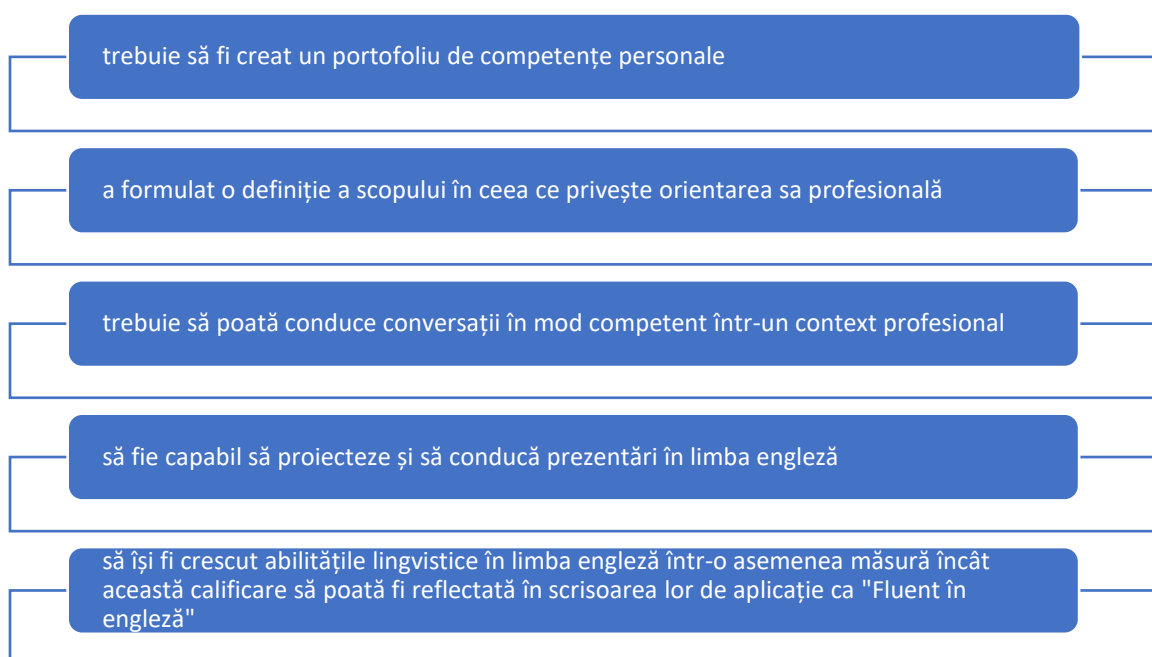 trebuie să fi creat un portofoliu de competențe personale
a formulat o definiție a scopului în ceea ce privește orientarea sa profesională
trebuie să poată conduce conversații în mod competent într-un context profesional
să fie capabil să proiecteze și să conducă prezentări în limba engleză
să își fi crescut abilitățile lingvistice în limba engleză într-o asemenea măsură încât
această calificare să poată fi reflectată în scrisoarea lor de aplicație ca "Fluent în
engleză"